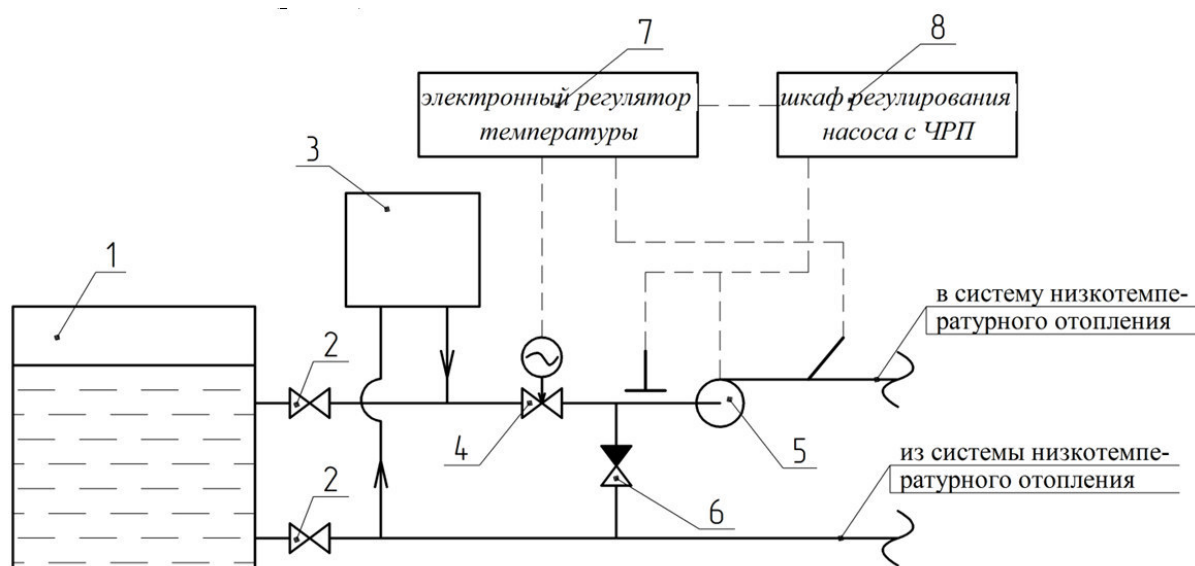 7
8
электронный регулятор
температуры
шкаф регулирования
насоса с ЧРП
3
1
2
в систему низкотемпе-
ратурного отопления
4
5
из системы низкотемпе-
ратурного отопления
2
6